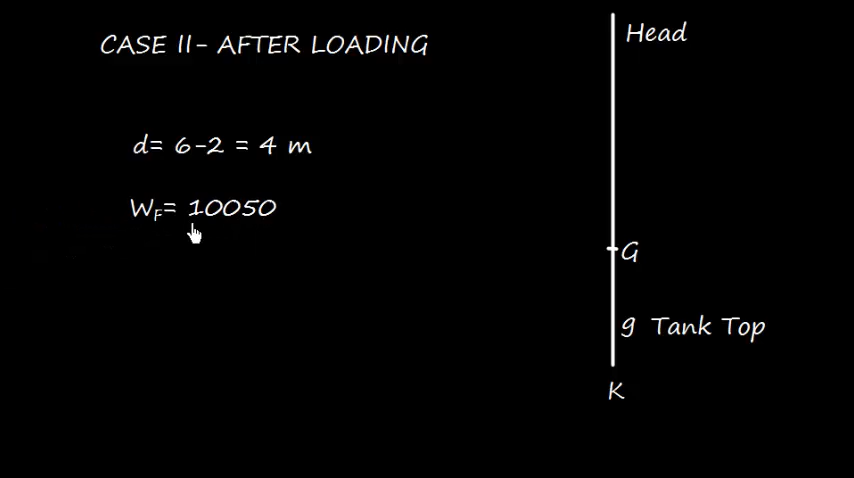 CASE II- AFTER LOADING
Head
d= 6-2 = 4 m
WF= 10050
G
g Tank Top
K